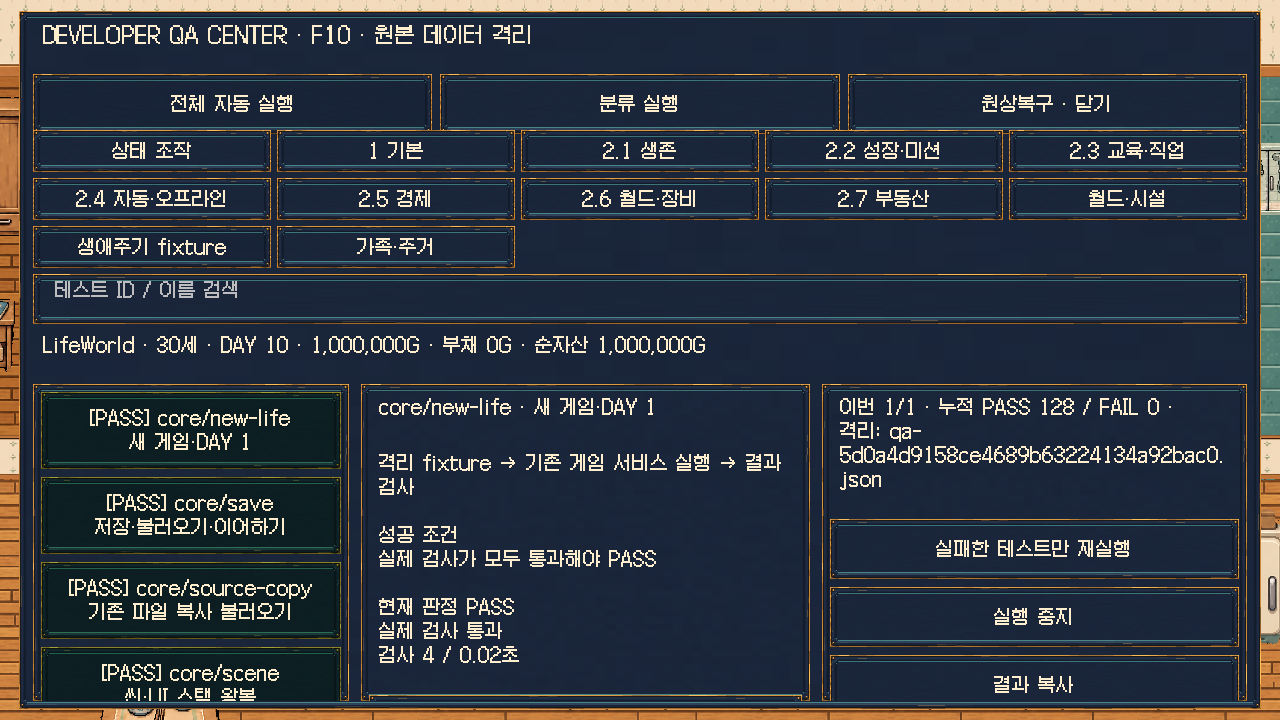 DEVELOPER QA CENTER · F10 · 원본 데이터 격리
전체 자동 실행
분류 실행
원상복구 · 닫기
상태 조작
1 기본
2.1 생존
2.2 성장·미션
2.3 교육·직업
2.4 자동·오프라인
2.5 경제
2.6 월드·장비
2.7 부동산
월드·시설
생애주기 fixture
가족·주거
테스트 ID / 이름 검색
LifeWorld · 30세 · DAY 10 · 1,000,000G · 부채 0G · 순자산 1,000,000G
[PASS] core/new-life
새 게임·DAY 1
[PASS] core/save
저장·불러오기·이어하기
[PASS] core/source-copy
기존 파일 복사 불러오기
[PASS] core/scene
씬·UI 스택 왕복
core/new-life · 새 게임·DAY 1
격리 fixture → 기존 게임 서비스 실행 → 결과
검사
성공 조건
실제 검사가 모두 통과해야 PASS
현재 판정 PASS
실제 검사 통과
검사 4 / 0.02초
이번 1/1 · 누적 PASS 128 / FAIL 0 ·
격리: qa-
5d0a4d9158ce4689b63224134a92bac0.
json
실패한 테스트만 재실행
실행 중지
결과 복사